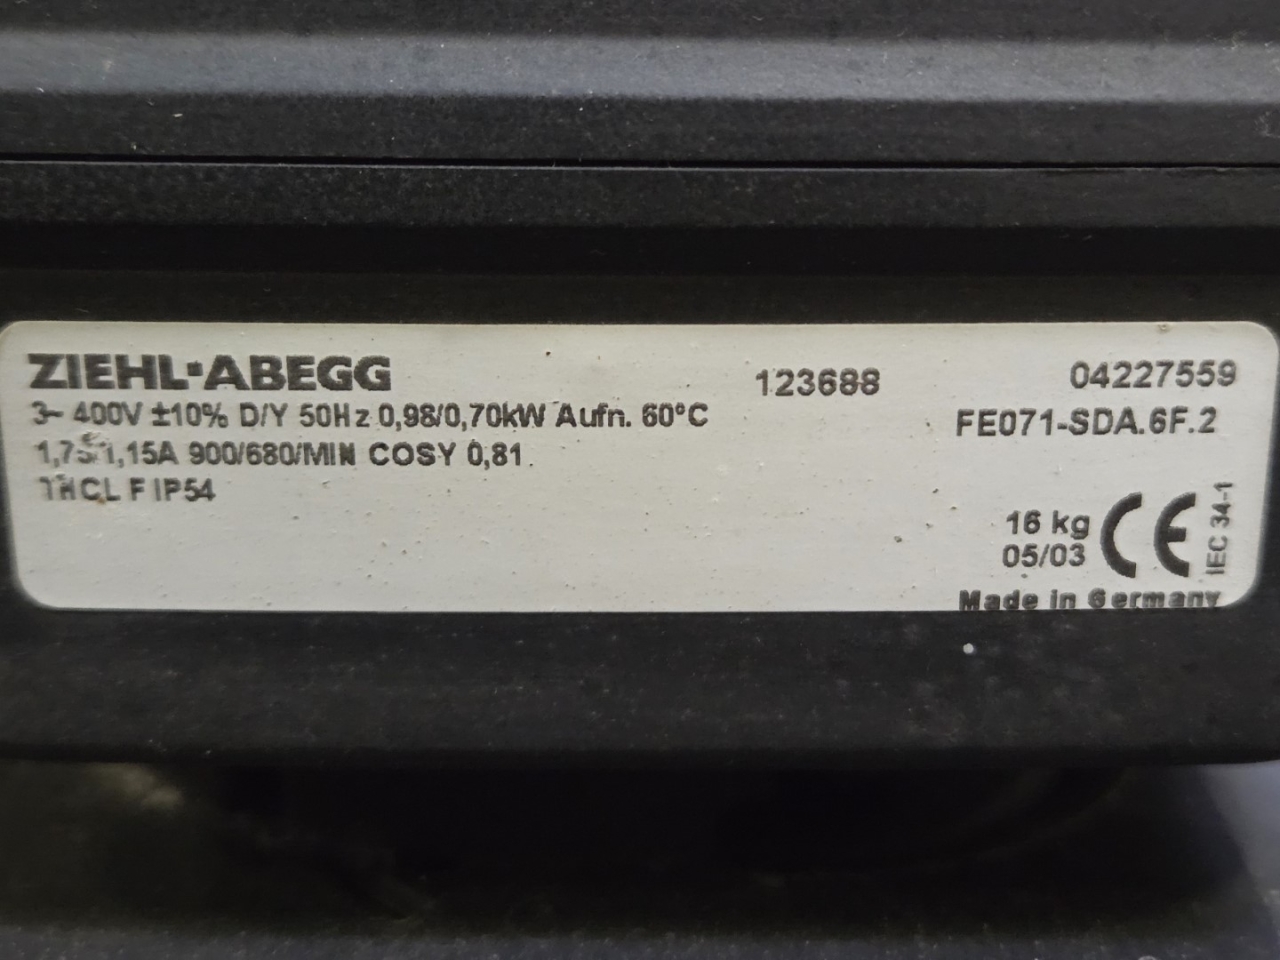 ZIEHL•ABEGG
123688
04227559
3~ 400V ±10% D/Y 50Hz 0,98/0,70kW Aufn. 60°C
FE071-SDA.6F.2
1,15A 900/680/MIN COSY 0,81
THCL F IP54
16 kg
05/03
CE
IEC 34-1
Made in Germany